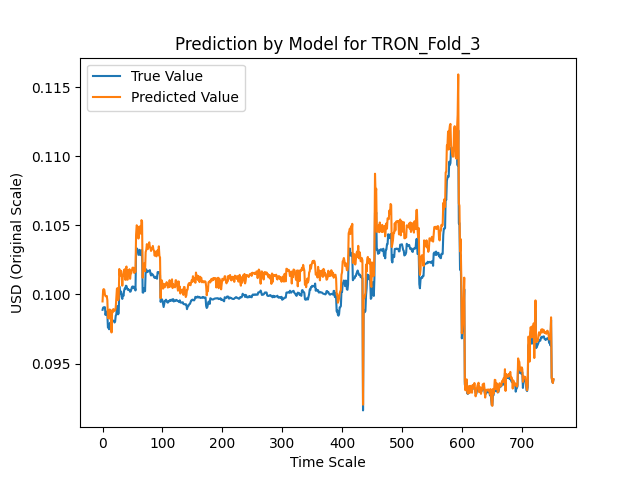 Prediction by Model for TRON_Fold_3
True Value
Predicted Value
USD (Original Scale)
0.115
0.110
0.105
0.100
0.095
0 100 200 300 400 500 600 700
Time Scale